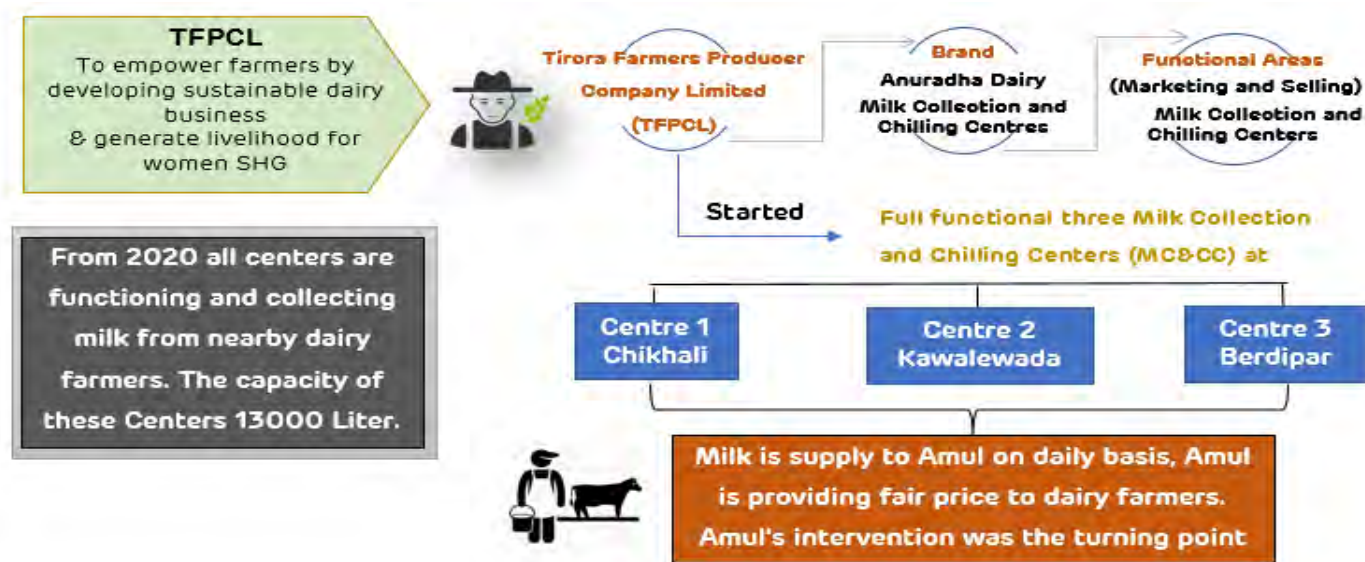 TFPCL
To empower farmers by
developing sustainable dairy
business
& generate livelihood for
women SHG
Tirora Farmers Producer
Company Limited
(TFPCL)
Brand
Anuradha Dairy
Milk Collection and
Chilling Centres
Functional Areas
(Marketing and Selling)
Milk Collection and
Chilling Centers
Started
Full functional three Milk Collection
and Chilling Centers (MC&CC) at
From 2020 all centers are
functioning and collecting
milk from nearby dairy
farmers. The capacity of
these Centers 13000 Liter.
Centre 1
Chikhali
Centre 2
Kawalewada
Centre 3
Berdipar
Milk is supply to Amul on daily basis, Amul
is providing fair price to dairy farmers.
Amul's intervention was the turning point